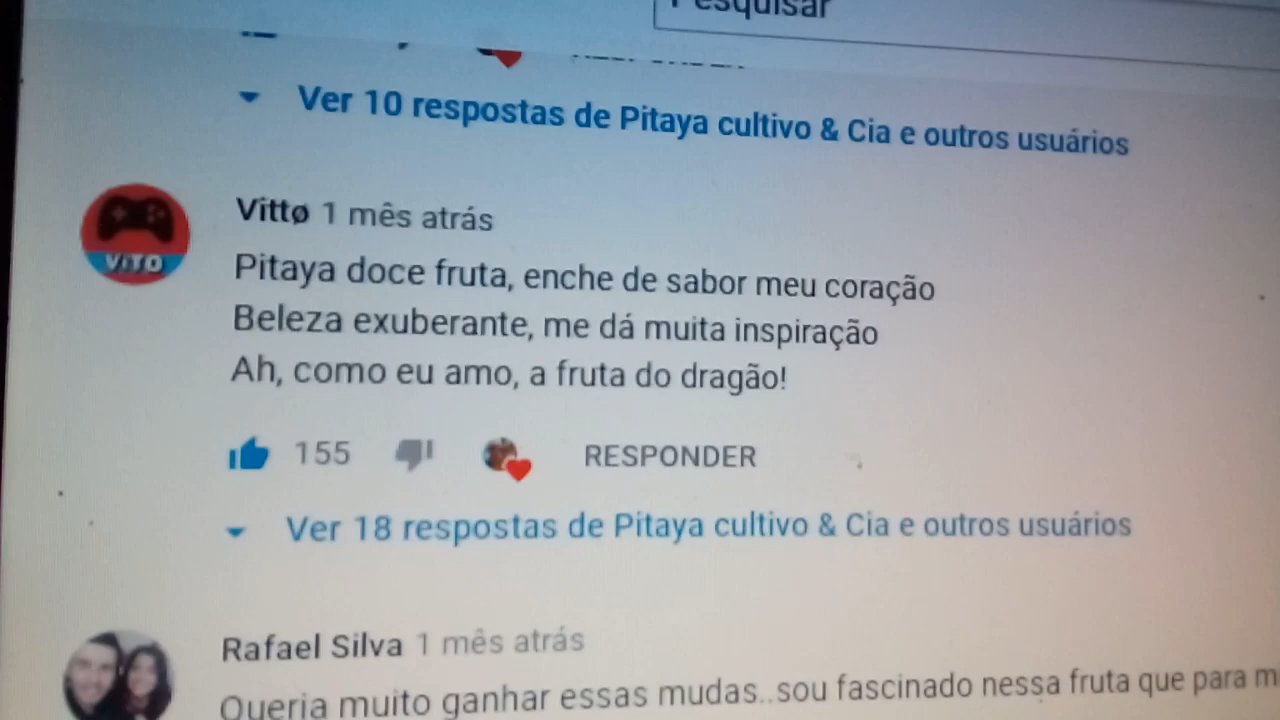 Pesquisar
Ver 10 respostas de Pitaya cultivo & Cia e outros usuários
Vittø 1 mês atrás
ViTO
Pitaya doce fruta, enche de sabor meu coração
Beleza exuberante, me dá muita inspiração
Ah, como eu amo, a fruta do dragão!
155 RESPONDER
Ver 18 respostas de Pitaya cultivo & Cia e outros usuários
Rafael Silva 1 mês atrás
Queria muito ganhar essas mudas..sou fascinado nessa fruta que para m